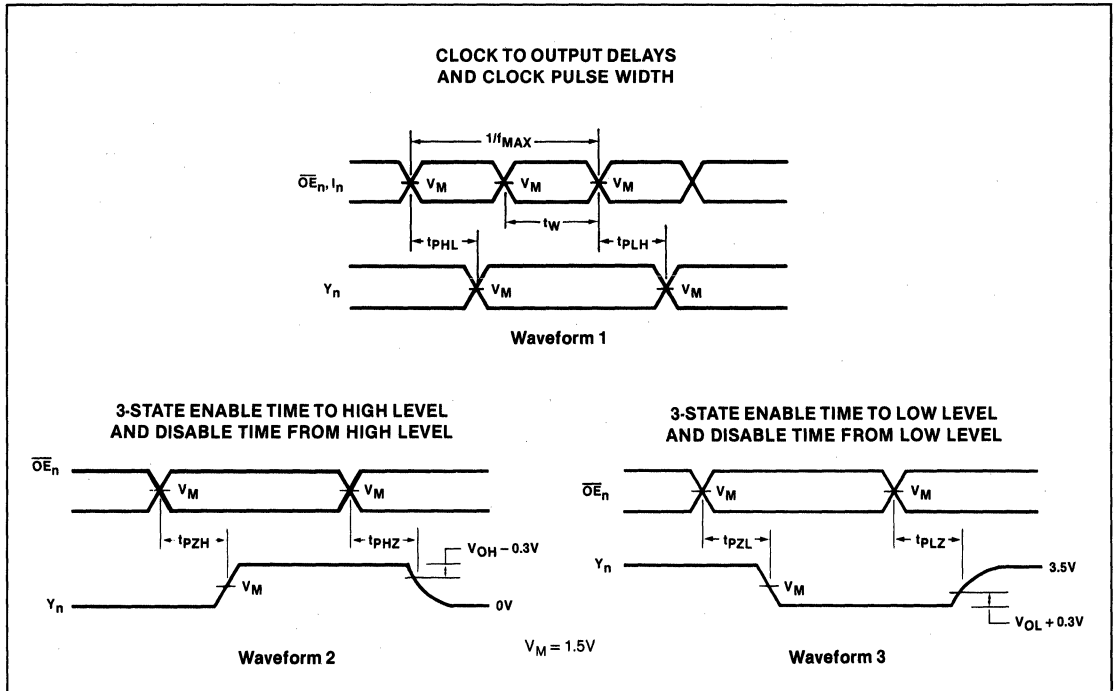 CLOCK TO OUTPUT DELAYS
AND CLOCK PULSE WIDTH
1/fMAX
OEn, In
VM VM VM
tW
tPHL tPLH
Yn
VM VM
Waveform 1
3-STATE ENABLE TIME TO HIGH LEVEL
AND DISABLE TIME FROM HIGH LEVEL
OEn
VM VM
tPZH tPHZ
VOH – 0.3V
Yn
VM
0V
Waveform 2
VM = 1.5V
3-STATE ENABLE TIME TO LOW LEVEL
AND DISABLE TIME FROM LOW LEVEL
OEn
VM VM
tPZL tPLZ
Yn
3.5V
VM
VOL + 0.3V
Waveform 3